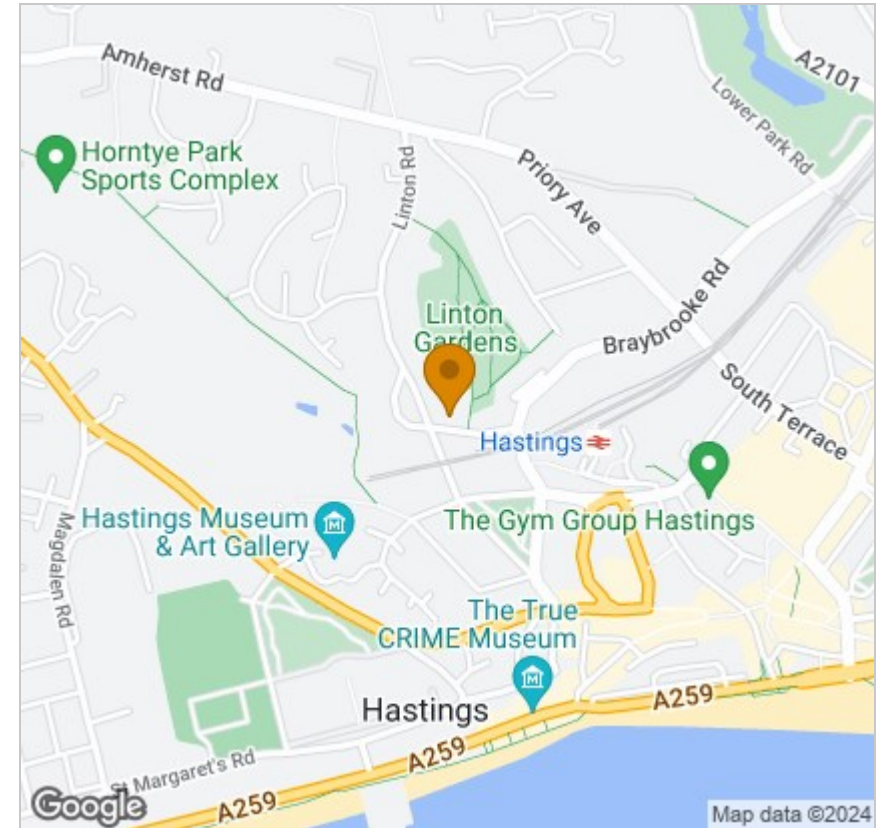 Amherst Rd
A2101
Lower Park Rd
Horntye Park
Sports Complex
Linton Rd
Priory Ave
Linton
Gardens
Braybrooke Rd
South Terrace
Hastings
The Gym Group Hastings
Hastings Museum
& Art Gallery
Magdalen Rd
The True
CRIME Museum
Hastings
A259
A259
St Margaret's Rd
A259
Google
Map data ©2024